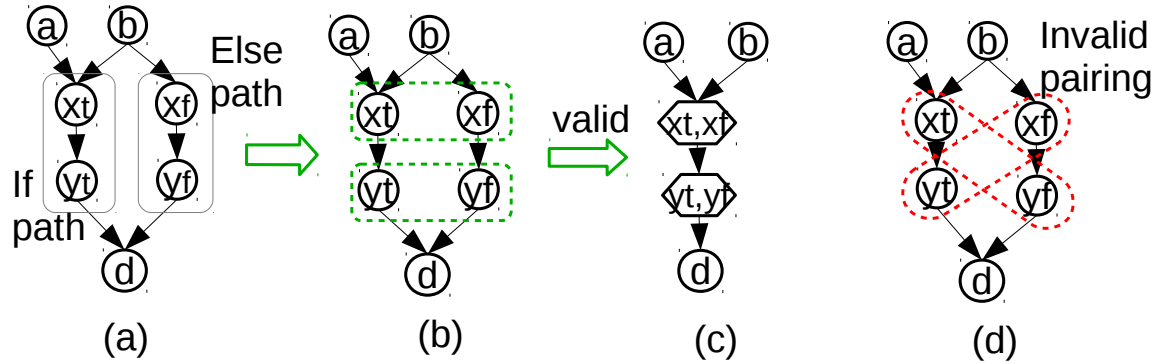 a b
Else
path
xt xf
yt yf
If
path
d
(a)
a b
xt xf
yt yf
d
(b)
valid
a b
xt,xf
yt,yf
d
(c)
a b
Invalid
pairing
xt xf
yt yf
d
(d)